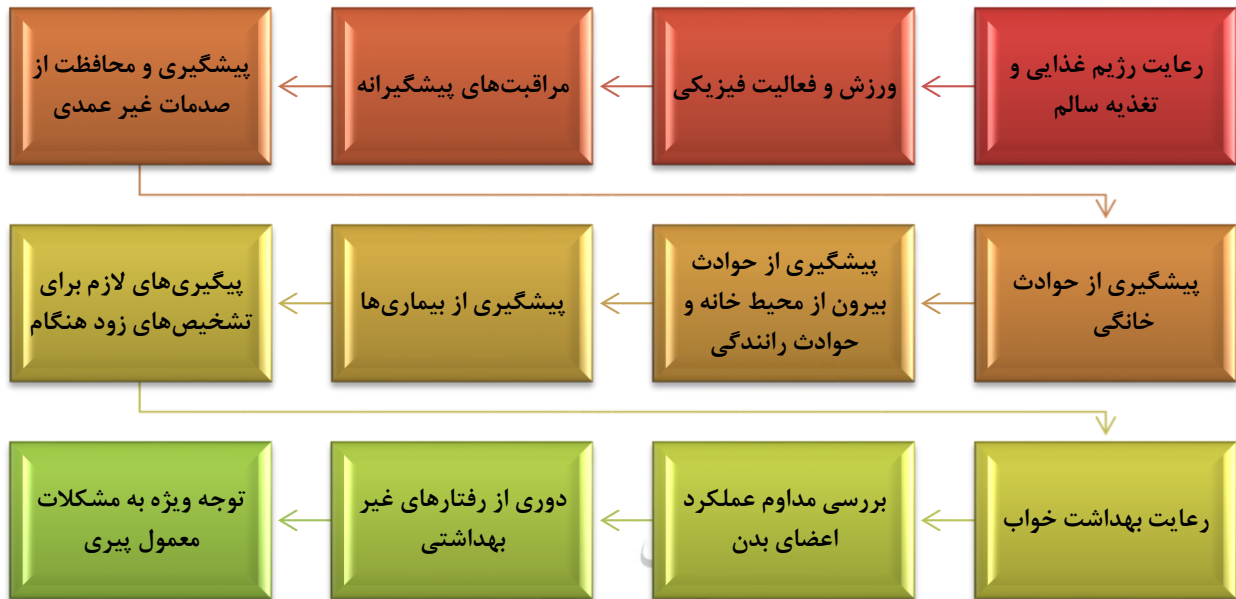 رعایت رژیم غذایی و
تغذیه سالم
ورزش و فعالیت فیزیکی
مراقبت‌های پیشگیرانه
پیشگیری و محافظت از
صدمات غیر عمدی
پیشگیری از حوادث
خانگی
پیشگیری از حوادث
بیرون از محیط خانه و
حوادث رانندگی
پیشگیری از بیماری‌ها
پیگیری‌های لازم برای
تشخیص‌های زود هنگام
رعایت بهداشت خواب
بررسی مداوم عملکرد
اعضای بدن
دوری از رفتارهای غیر
بهداشتی
توجه ویژه به مشکلات
معمول پیری